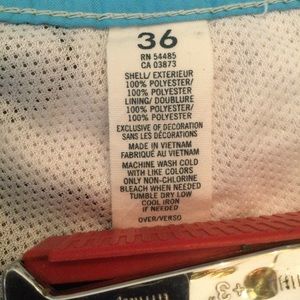 36
RN 54485
CA 03873
SHELL/ EXTERIEUR
100% POLYESTER/
100% POLYESTER
LINING/ DOUBLURE
100% POLYESTER/
100% POLYESTER
EXCLUSIVE OF DECORATION
SANS LES DÉCORATIONS
MADE IN VIETNAM
FABRIQUÉ AU VIETNAM
MACHINE WASH COLD
WITH LIKE COLORS
ONLY NON-CHLORINE
BLEACH WHEN NEEDED
TUMBLE DRY LOW
COOL IRON
IF NEEDED
OVER/VERSO